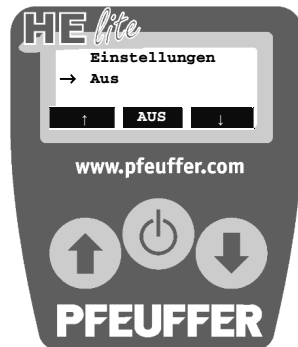 HE lite
Einstellungen
→ Aus
↑ AUS ↓
www.pfeuffer.com
PFEUFFER